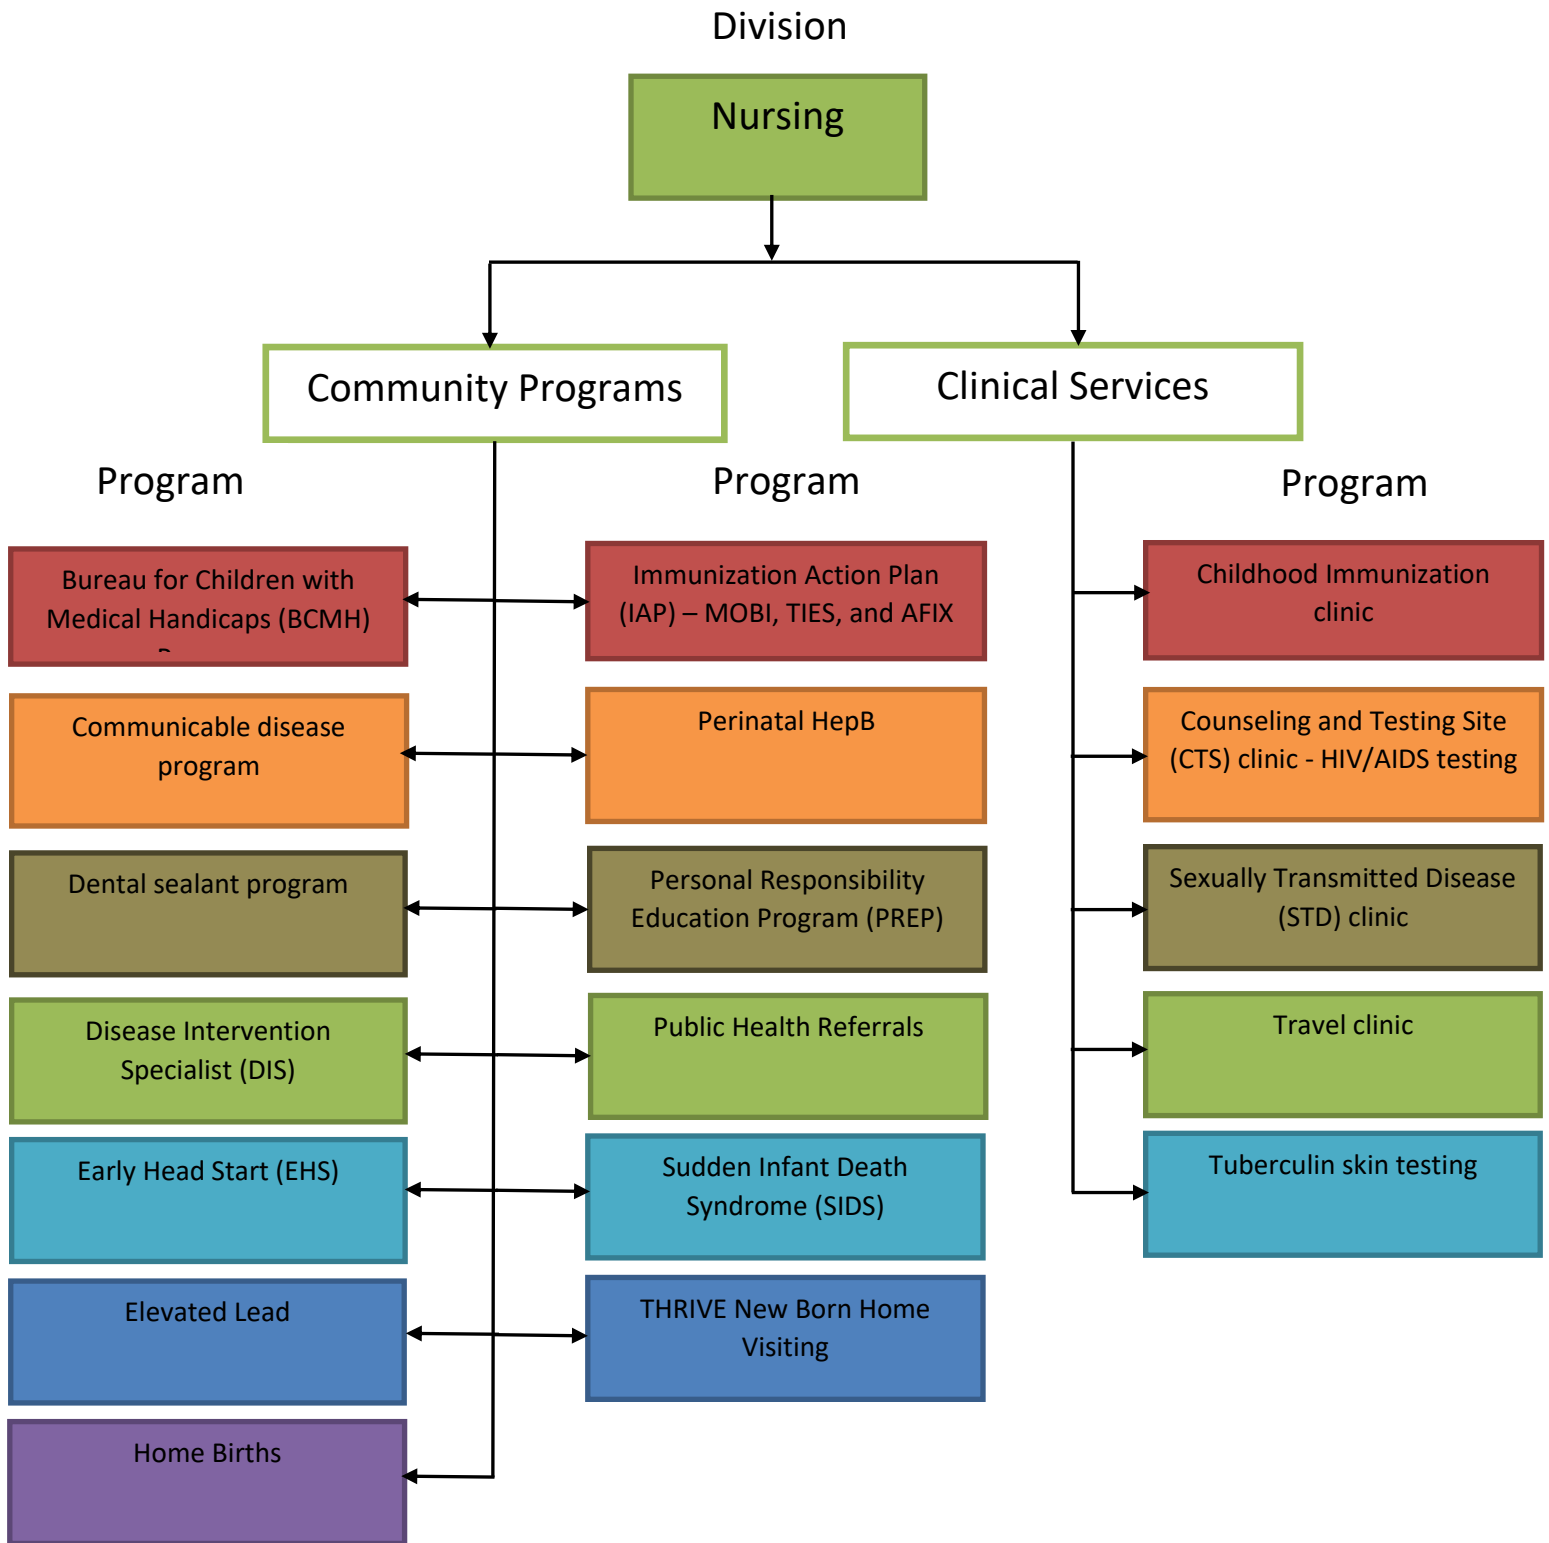 Division
Nursing
Community Programs
Clinical Services
Program
Program
Program
Bureau for Children with
Medical Handicaps (BCMH)
Immunization Action Plan
(IAP) – MOBI, TIES, and AFIX
Childhood Immunization
clinic
Communicable disease
program
Perinatal HepB
Counseling and Testing Site
(CTS) clinic - HIV/AIDS testing
Dental sealant program
Personal Responsibility
Education Program (PREP)
Sexually Transmitted Disease
(STD) clinic
Disease Intervention
Specialist (DIS)
Public Health Referrals
Travel clinic
Early Head Start (EHS)
Sudden Infant Death
Syndrome (SIDS)
Tuberculin skin testing
Elevated Lead
THRIVE New Born Home
Visiting
Home Births